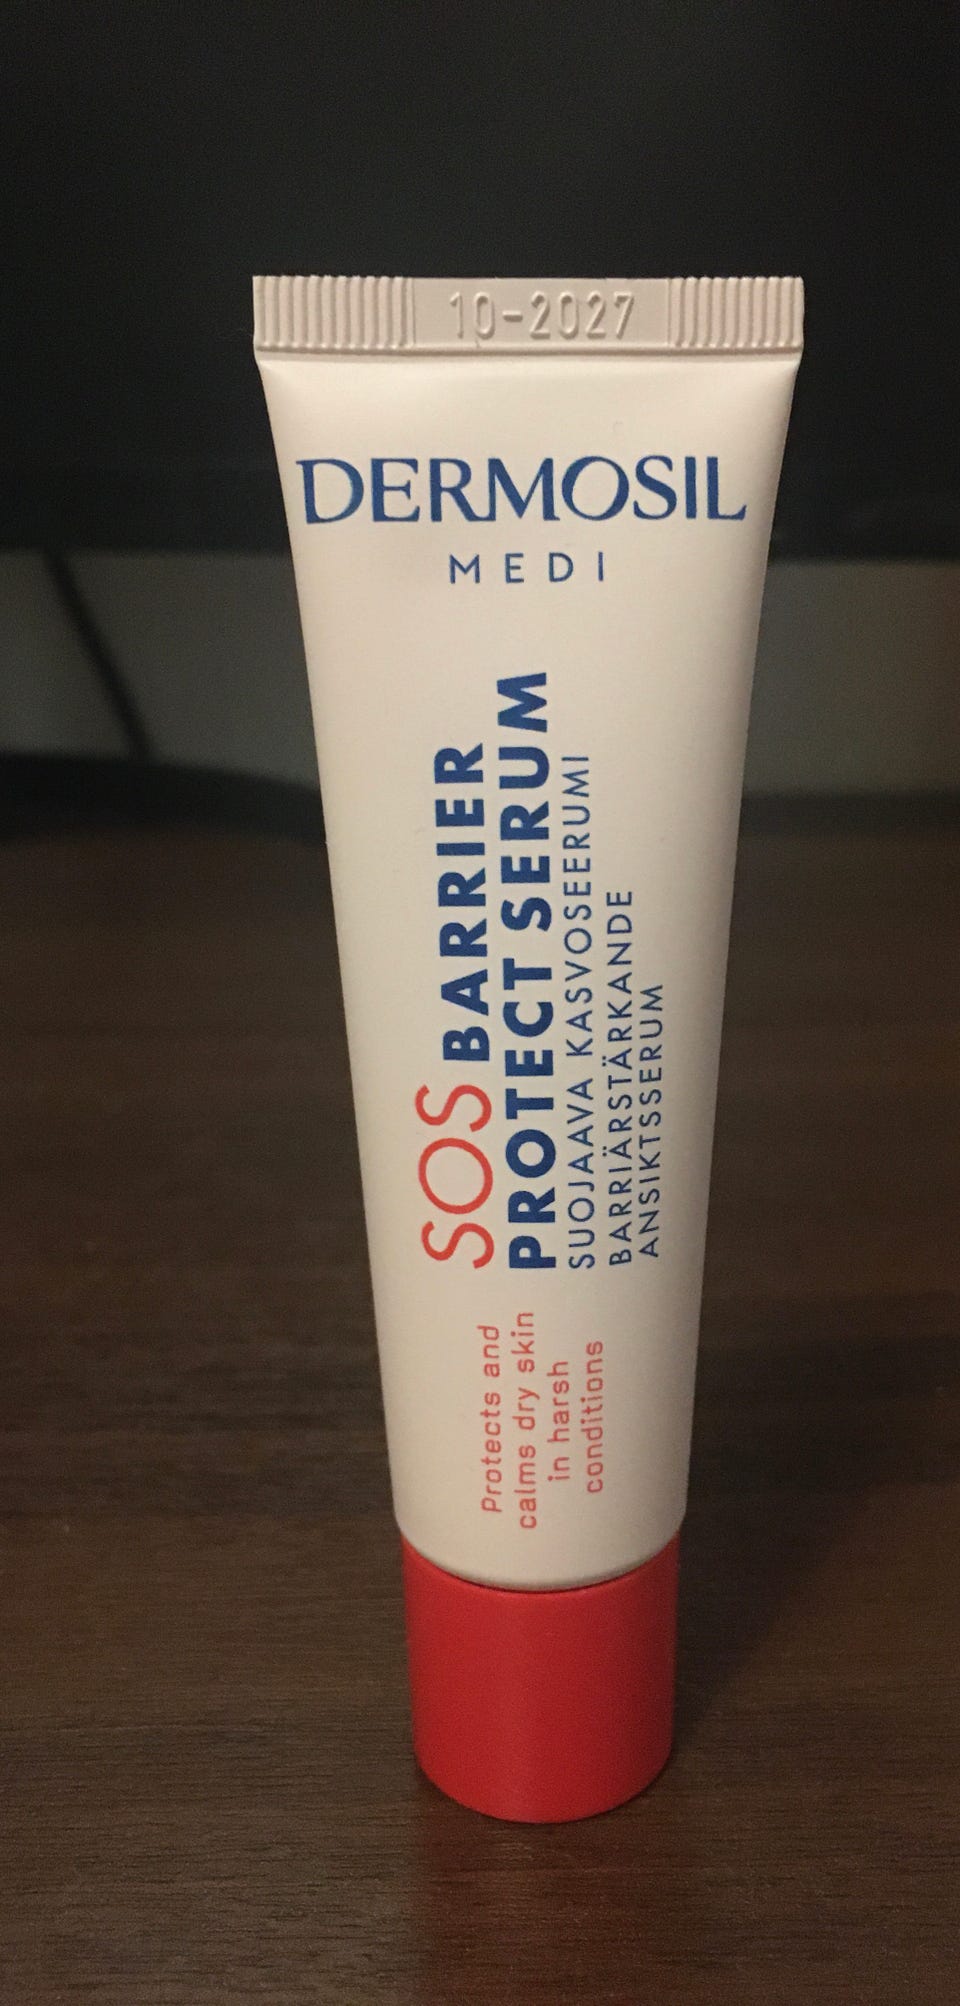 10-2027
DERMOSIL
MEDI
SOS BARRIER
PROTECT SERUM
SUOJAAVA KASVOSEERUMI
BARRIÄRSTÄRKANDE
ANSIKTSSERUM
Protects and
calms dry skin
in harsh
conditions